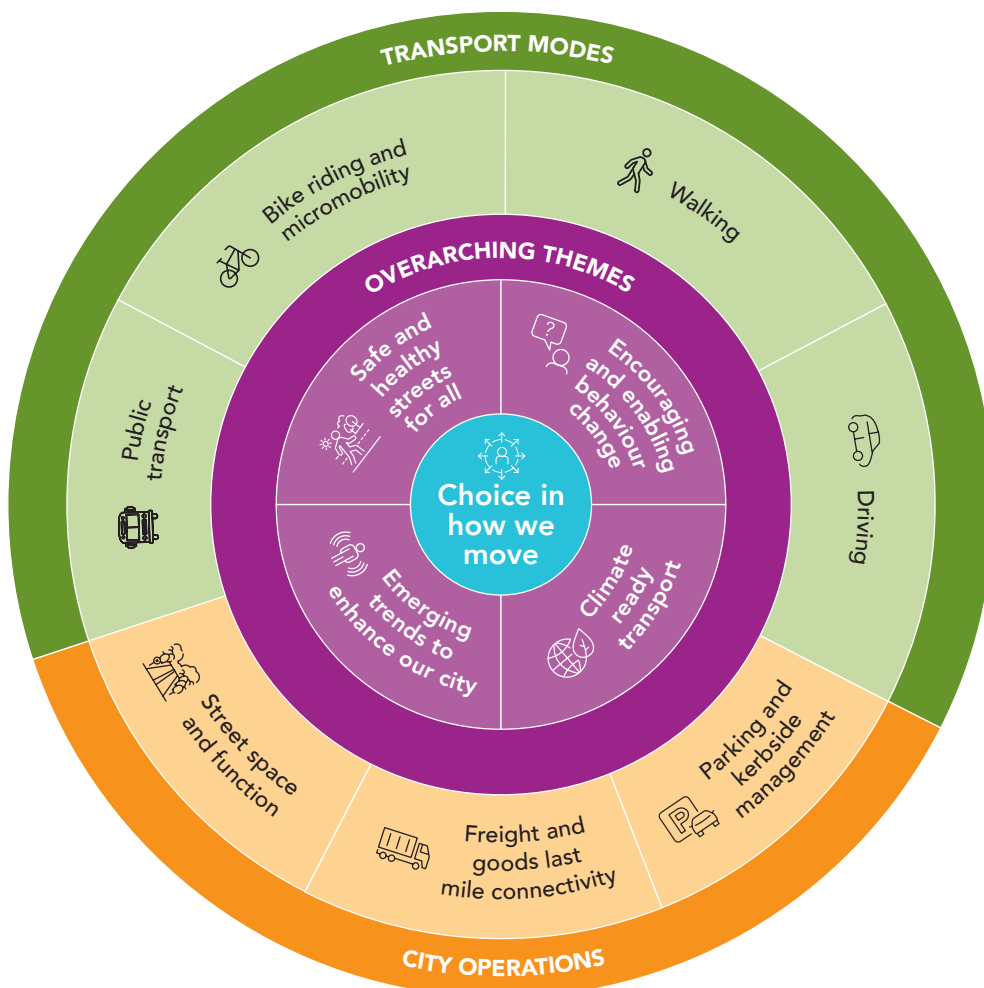 TRANSPORT MODES
Bike riding and
micromobility
Walking
Public
transport
Driving
OVERARCHING THEMES
Safe and
healthy
streets
for all
?
Encouraging
and enabling
behaviour
change
Choice in
how we
move
Emerging
trends to
enhance our city
Climate
ready
transport
Street space
and function
Freight and
goods last
mile connectivity
P
Parking and
kerbside
management
CITY OPERATIONS